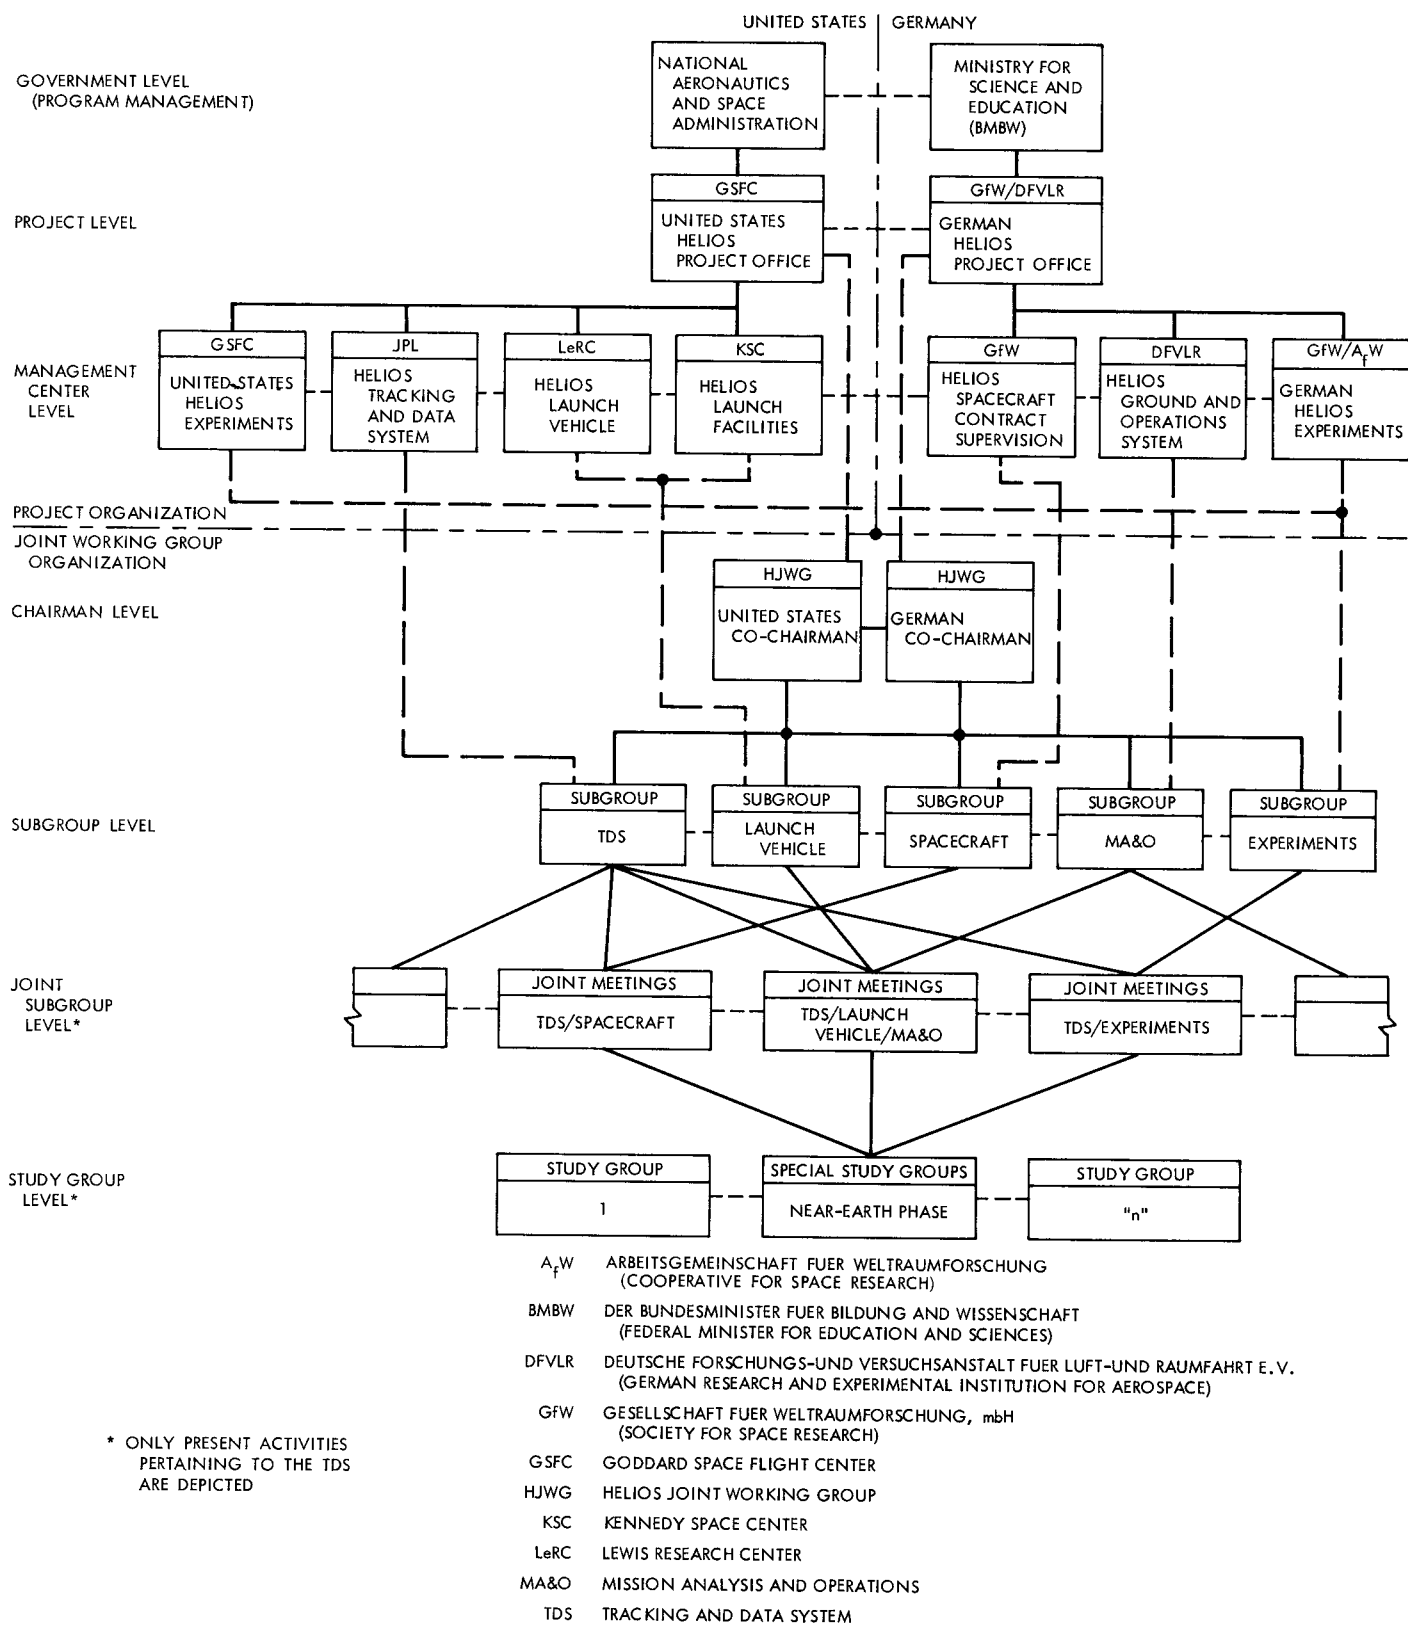 UNITED STATES GERMANY
GOVERNMENT LEVEL
(PROGRAM MANAGEMENT)
NATIONAL
AERONAUTICS
AND SPACE
ADMINISTRATION
MINISTRY FOR
SCIENCE AND
EDUCATION
(BMBW)
PROJECT LEVEL
GSFC
UNITED STATES
HELIOS
PROJECT OFFICE
GfW/DFVLR
GERMAN
HELIOS
PROJECT OFFICE
MANAGEMENT
CENTER
LEVEL
GSFC
UNITED STATES
HELIOS
EXPERIMENTS
JPL
HELIOS
TRACKING
AND DATA
SYSTEM
LeRC
HELIOS
LAUNCH
VEHICLE
KSC
HELIOS
LAUNCH
FACILITIES
GfW
HELIOS
SPACECRAFT
CONTRACT
SUPERVISION
DFVLR
HELIOS
GROUND AND
OPERATIONS
SYSTEM
GfW/AfW
GERMAN
HELIOS
EXPERIMENTS
PROJECT ORGANIZATION
JOINT WORKING GROUP
ORGANIZATION
CHAIRMAN LEVEL
HJWG
UNITED STATES
CO-CHAIRMAN
HJWG
GERMAN
CO-CHAIRMAN
SUBGROUP LEVEL
SUBGROUP
TDS
SUBGROUP
LAUNCH
VEHICLE
SUBGROUP
SPACECRAFT
SUBGROUP
MA&O
SUBGROUP
EXPERIMENTS
JOINT
SUBGROUP
LEVEL*
JOINT MEETINGS
TDS/SPACECRAFT
JOINT MEETINGS
TDS/LAUNCH
VEHICLE/MA&O
JOINT MEETINGS
TDS/EXPERIMENTS
STUDY GROUP
LEVEL*
STUDY GROUP
1
SPECIAL STUDY GROUPS
NEAR-EARTH PHASE
STUDY GROUP
"n"
AfW ARBEITSGEMEINSCHAFT FUER WELTRAUMFORSCHUNG
(COOPERATIVE FOR SPACE RESEARCH)
BMBW DER BUNDESMINISTER FUER BILDUNG AND WISSENSCHAFT
(FEDERAL MINISTER FOR EDUCATION AND SCIENCES)
DFVLR DEUTSCHE FORSCHUNGS-UND VERSUCHSANSTALT FUER LUFT-UND RAUMFAHRT E.V.
(GERMAN RESEARCH AND EXPERIMENTAL INSTITUTION FOR AEROSPACE)
GfW GESELLSCHAFT FUER WELTRAUMFORSCHUNG, mbH
(SOCIETY FOR SPACE RESEARCH)
GSFC GODDARD SPACE FLIGHT CENTER
HJWG HELIOS JOINT WORKING GROUP
KSC KENNEDY SPACE CENTER
LeRC LEWIS RESEARCH CENTER
MA&O MISSION ANALYSIS AND OPERATIONS
TDS TRACKING AND DATA SYSTEM
* ONLY PRESENT ACTIVITIES
PERTAINING TO THE TDS
ARE DEPICTED